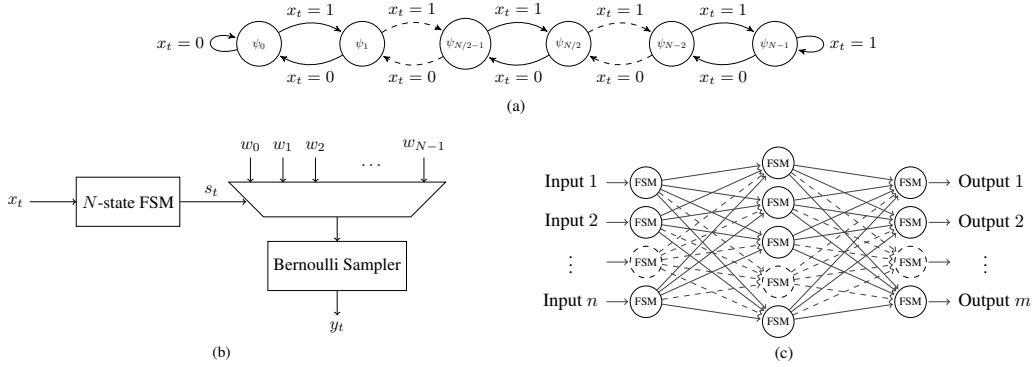 x_t = 1 x_t = 1 x_t = 1 x_t = 1 x_t = 1
x_t = 0 ψ_0 ψ_1 ψ_{N/2−1} ψ_{N/2} ψ_{N−2} ψ_{N−1} x_t = 1
x_t = 0 x_t = 0 x_t = 0 x_t = 0 x_t = 0
(a)
w_0 w_1 w_2 ... w_{N−1}
x_t N-state FSM s_t
Bernoulli Sampler
y_t
(b)
FSM
Input 1 FSM FSM Output 1
FSM
Input 2 FSM FSM Output 2
FSM
⋮ FSM FSM ⋮
FSM
Input n FSM FSM Output m
FSM
(c)